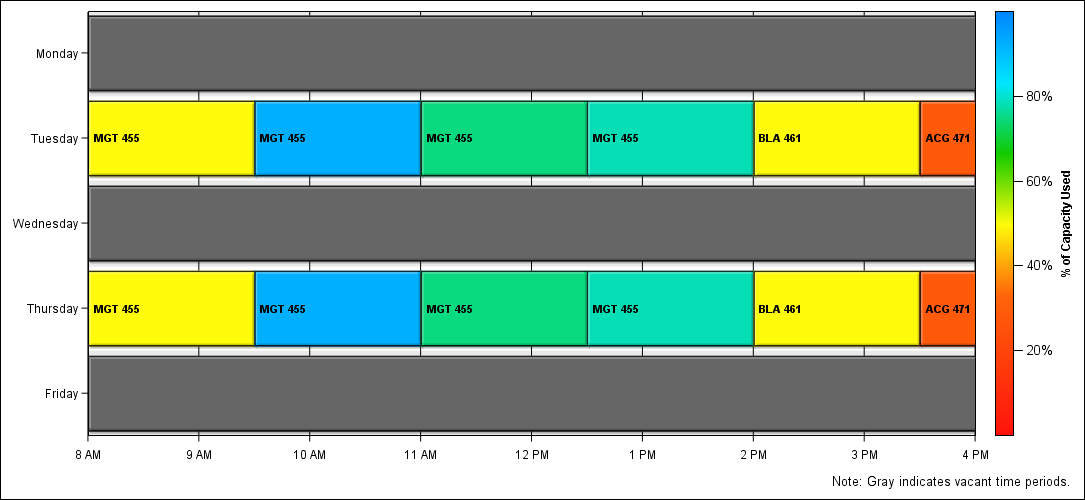 Monday
Tuesday
MGT 455
MGT 455
MGT 455
MGT 455
BLA 461
ACG 471
Wednesday
Thursday
MGT 455
MGT 455
MGT 455
MGT 455
BLA 461
ACG 471
Friday
8 AM
9 AM
10 AM
11 AM
12 PM
1 PM
2 PM
3 PM
4 PM
80%
60%
40%
20%
% of Capacity Used
Note: Gray indicates vacant time periods.